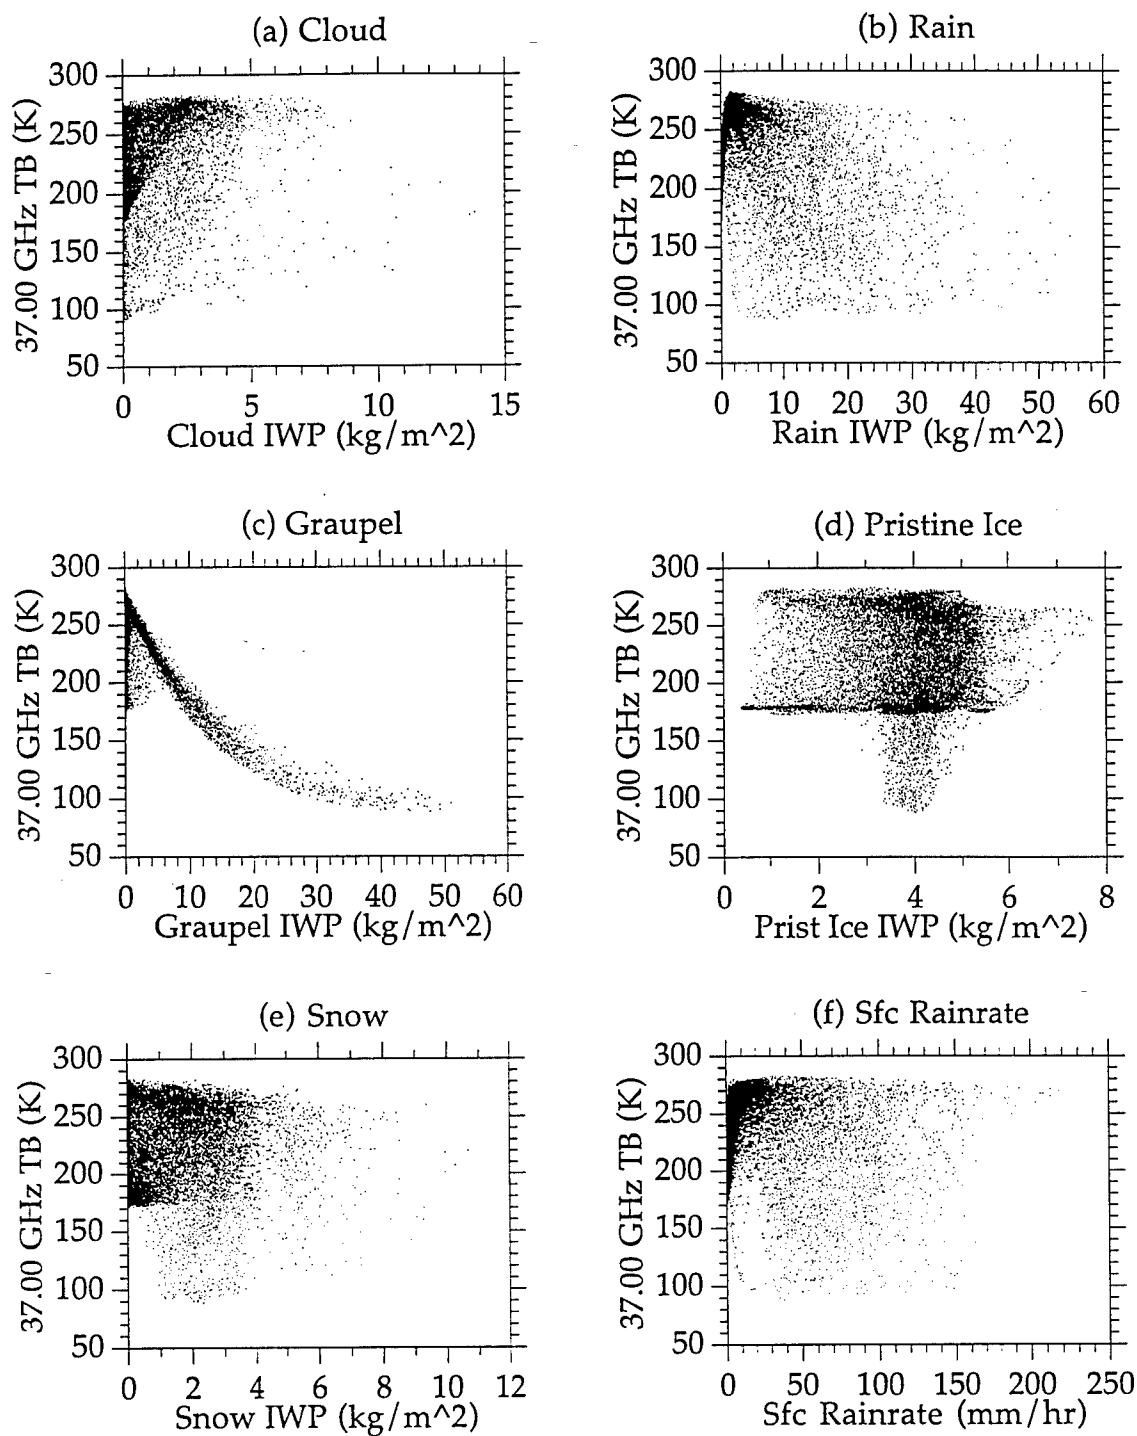 (a) Cloud
37.00 GHz TB (K)
300
250
200
150
100
50
0 5 10 15
Cloud IWP (kg/m^2)
(b) Rain
37.00 GHz TB (K)
300
250
200
150
100
50
0 10 20 30 40 50 60
Rain IWP (kg/m^2)
(c) Graupel
37.00 GHz TB (K)
300
250
200
150
100
50
0 10 20 30 40 50 60
Graupel IWP (kg/m^2)
(d) Pristine Ice
37.00 GHz TB (K)
300
250
200
150
100
50
0 2 4 6 8
Prist Ice IWP (kg/m^2)
(e) Snow
37.00 GHz TB (K)
300
250
200
150
100
50
0 2 4 6 8 10 12
Snow IWP (kg/m^2)
(f) Sfc Rainrate
37.00 GHz TB (K)
300
250
200
150
100
50
0 50 100 150 200 250
Sfc Rainrate (mm/hr)